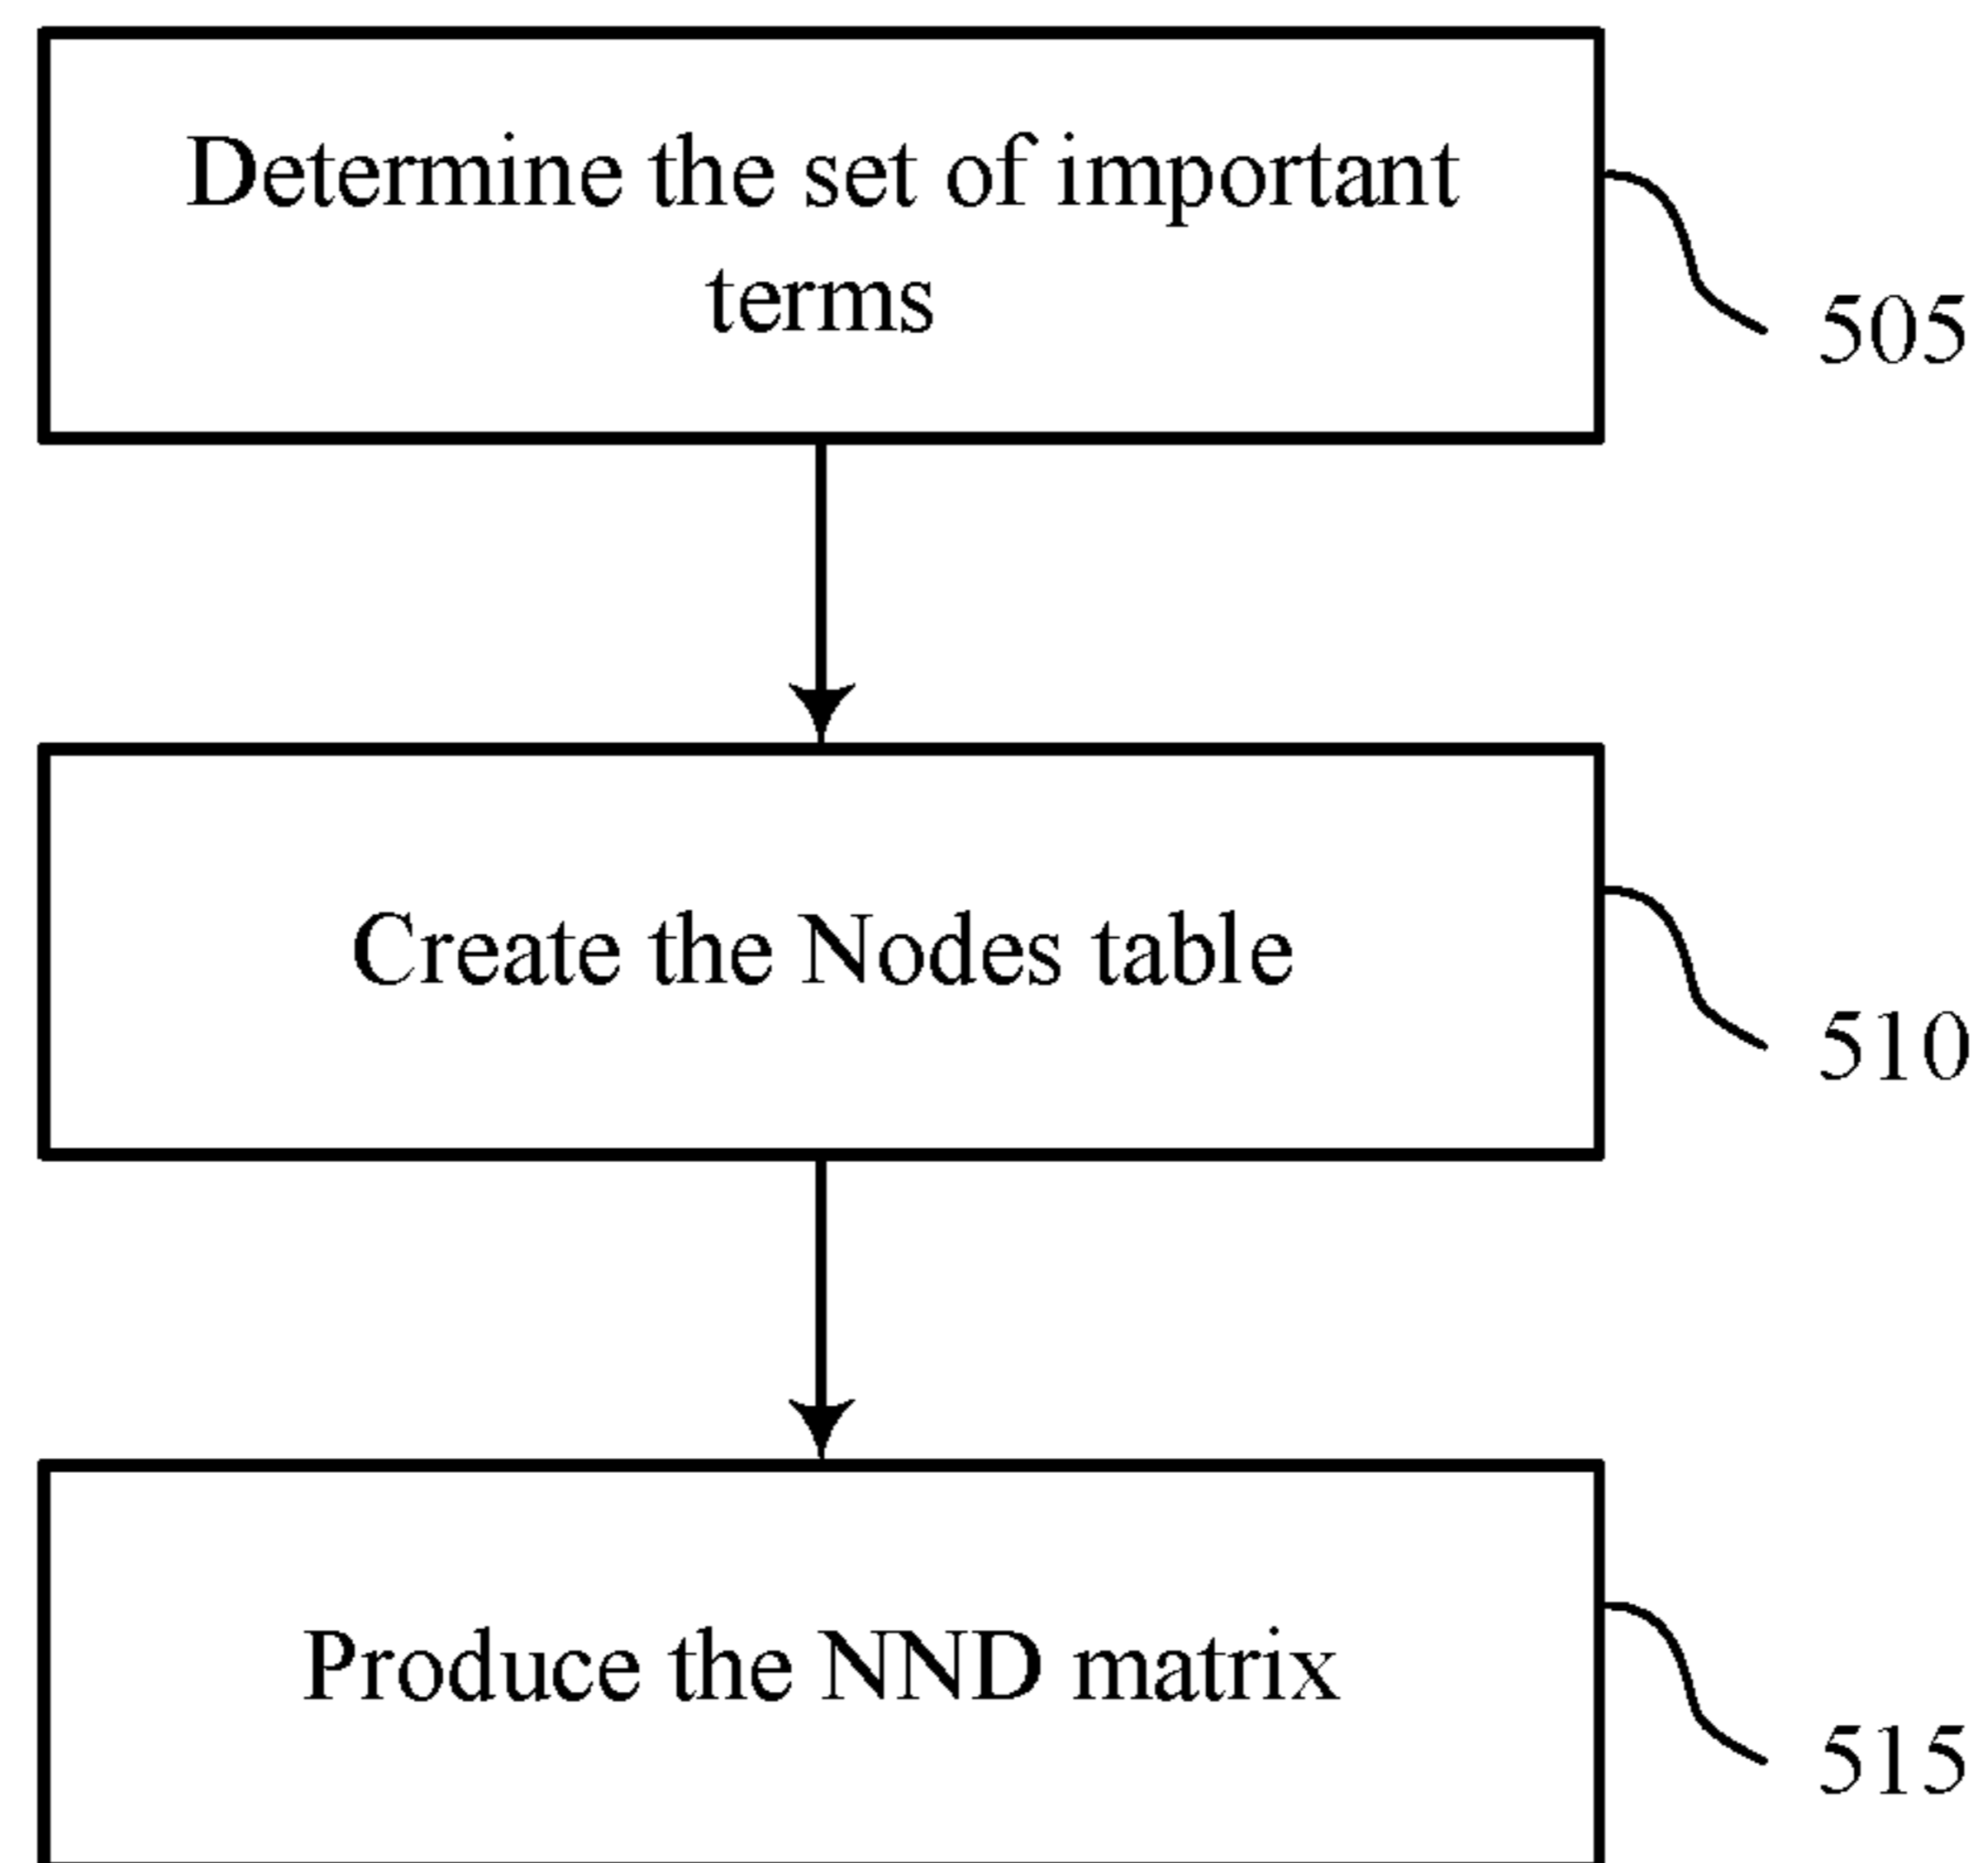 Determine the set of important
terms
505
Create the Nodes table
510
Produce the NND matrix
515